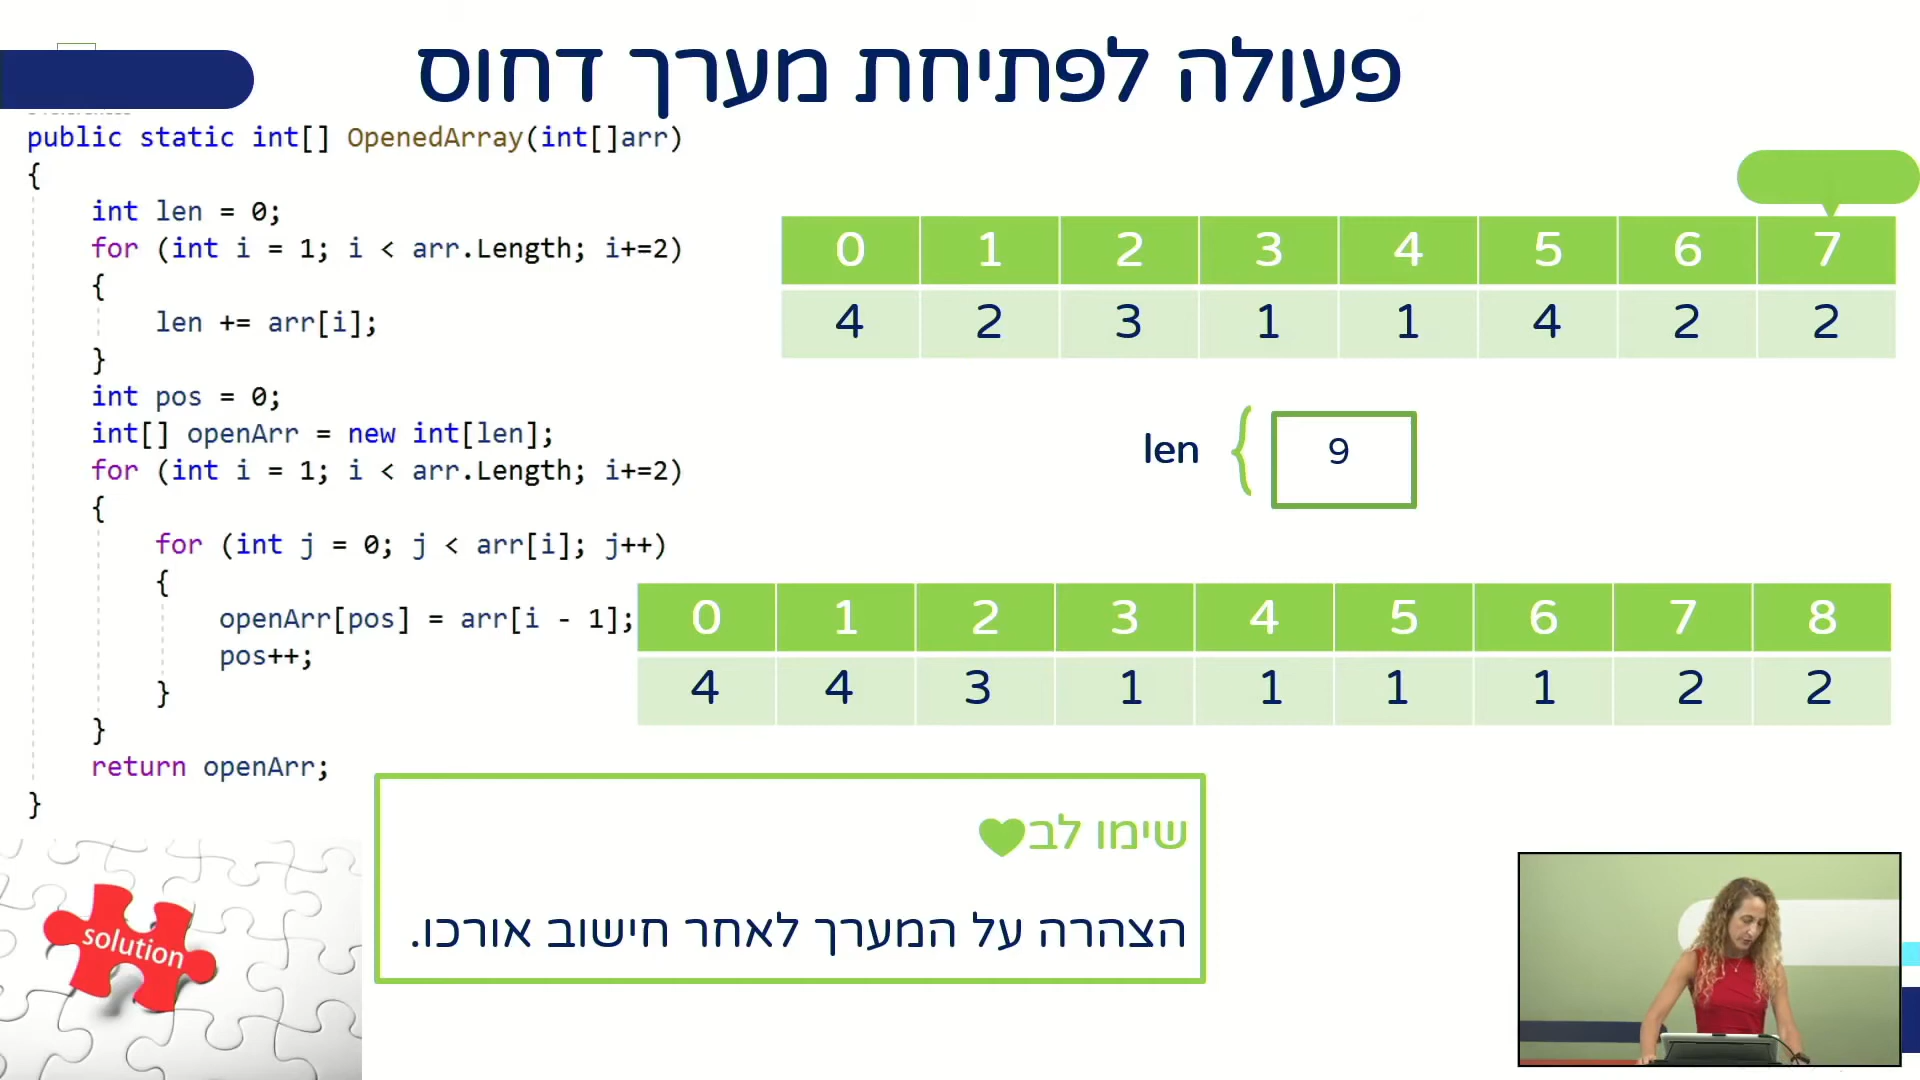 פעולה לפתיחת מערך דחוס
public static int[] OpenedArray(int[]arr)
{
int len = 0;
for (int i = 1; i < arr.Length; i+=2)
{
len += arr[i];
}
int pos = 0;
int[] openArr = new int[len];
for (int i = 1; i < arr.Length; i+=2)
{
for (int j = 0; j < arr[i]; j++)
{
openArr[pos] = arr[i - 1];
pos++;
}
}
return openArr;
}
0 1 2 3 4 5 6 7
4 2 3 1 1 4 2 2
len { 9
0 1 2 3 4 5 6 7 8
4 4 3 1 1 1 1 2 2
שימו לב
הצהרה על המערך לאחר חישוב אורכו.
solution